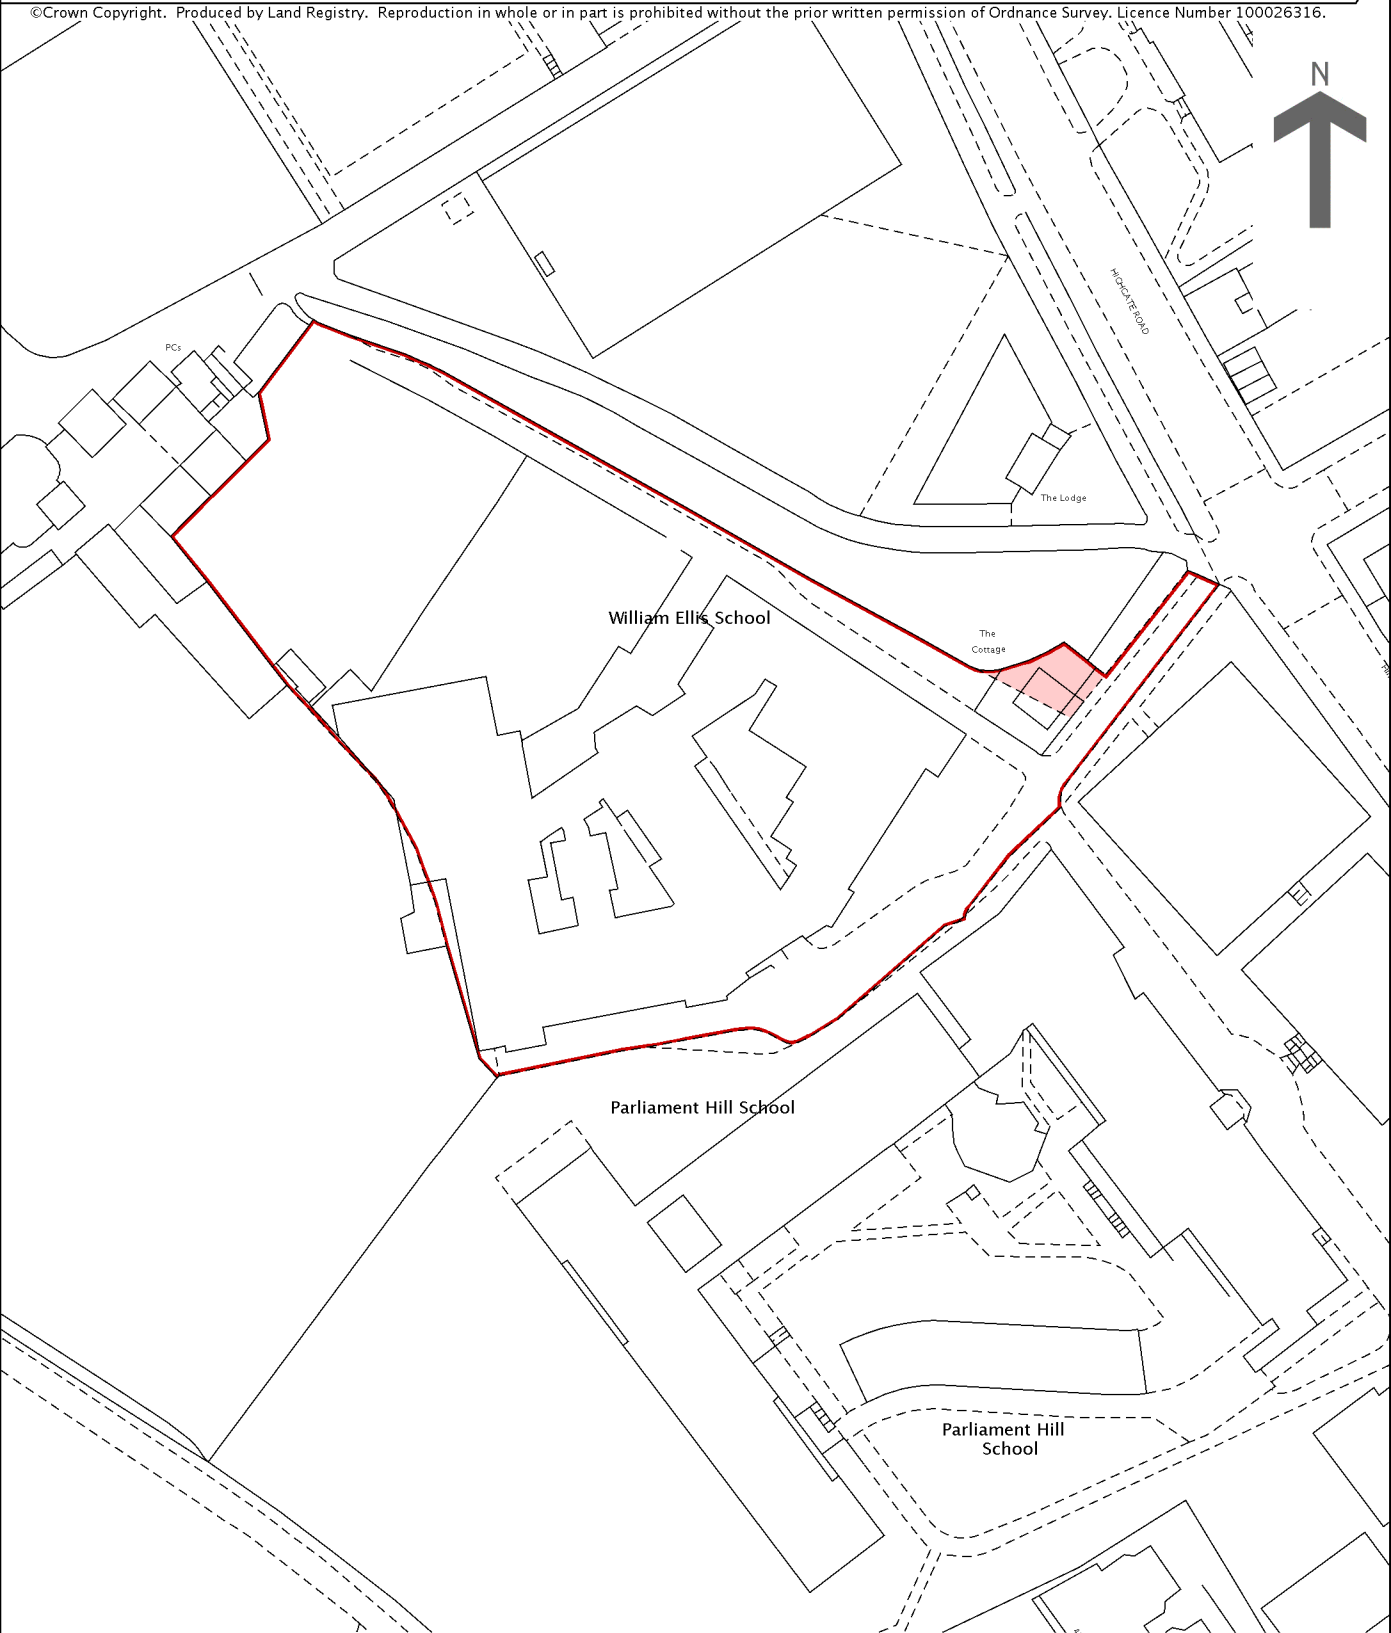 ©Crown Copyright. Produced by Land Registry. Reproduction in whole or in part is prohibited without the prior written permission of Ordnance Survey. Licence Number 100026316.
N
HIGHGATE ROAD
PCs
The Lodge
William Ellis School
The
Cottage
Parliament Hill School
Parliament Hill
School